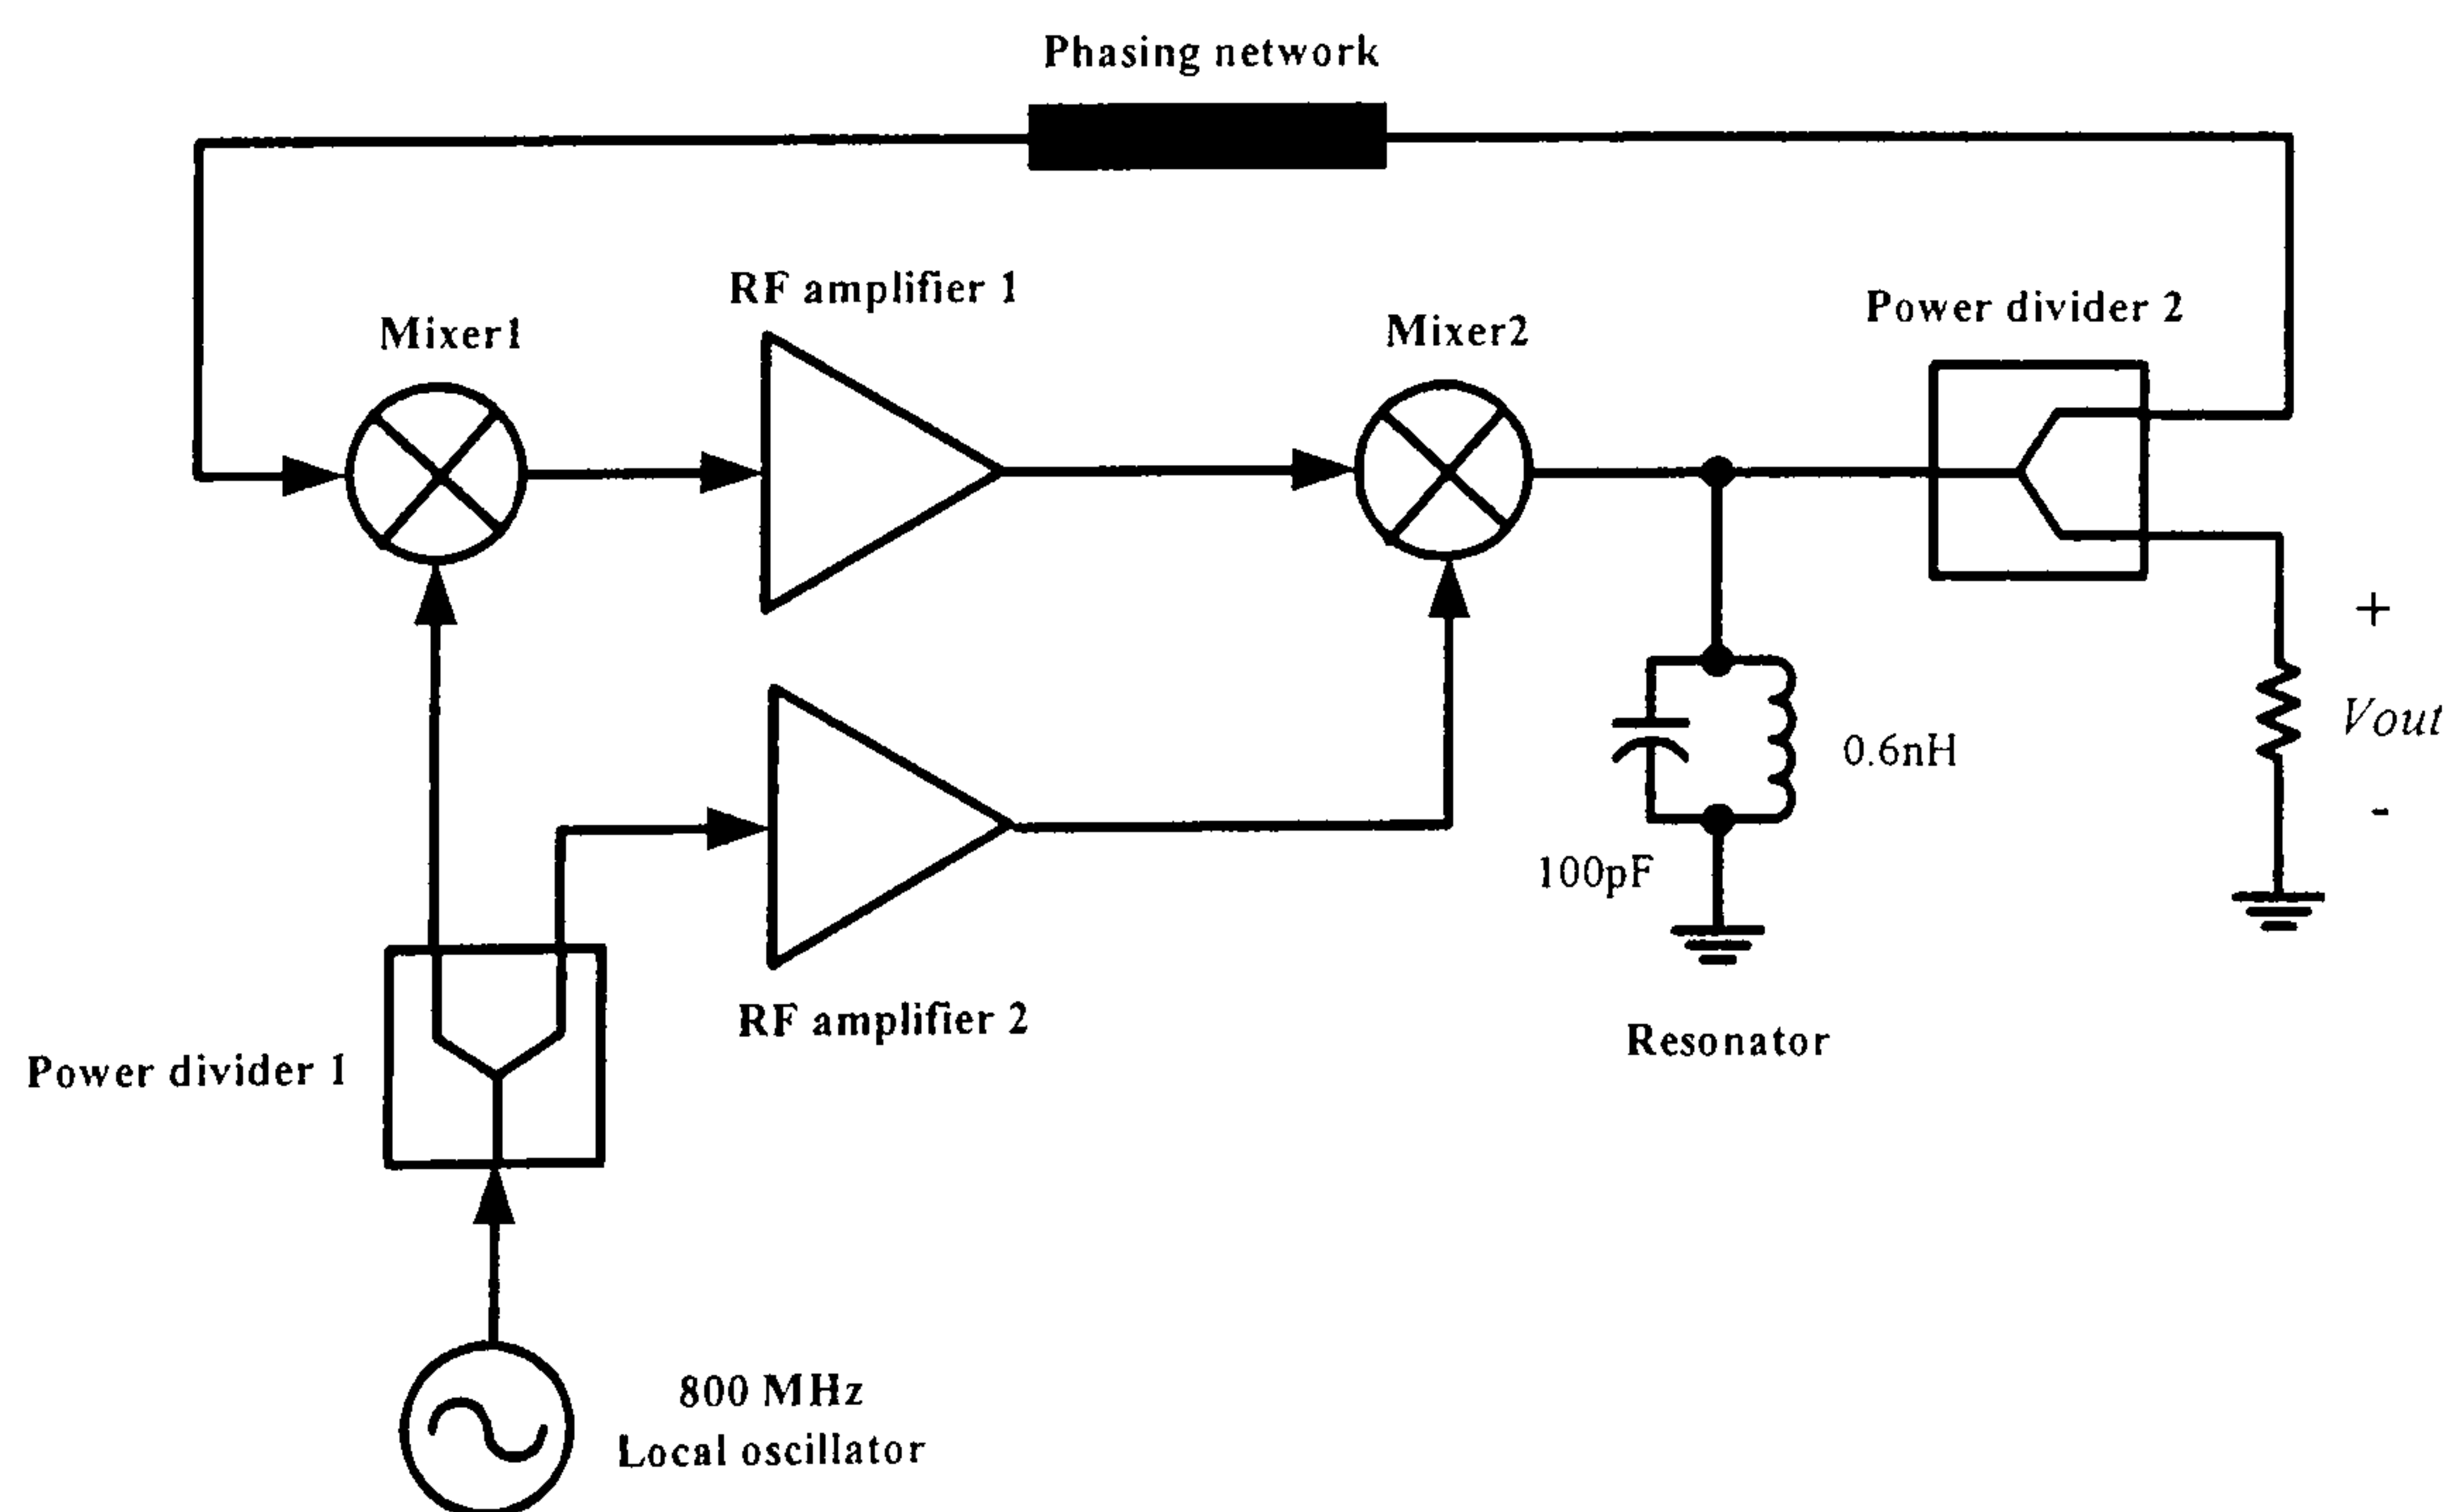 Phasing network
RF amplifier 1
Mixer1
Mixer2
Power divider 2
+
Vout
-
0.6nH
100pF
RF amplifier 2
Resonator
Power divider 1
800 MHz
Local oscillator